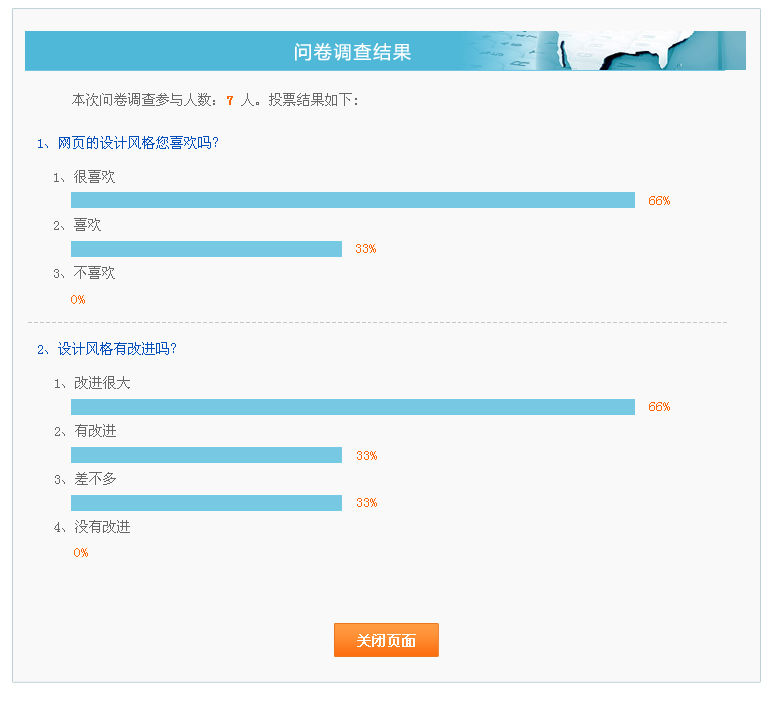 问卷调查结果
本次问卷调查参与人数：7 人。投票结果如下:
1、网页的设计风格您喜欢吗?
1、很喜欢
66%
2、喜欢
33%
3、不喜欢
0%
2、设计风格有改进吗?
1、改进很大
66%
2、有改进
33%
3、差不多
33%
4、没有改进
0%
关闭页面